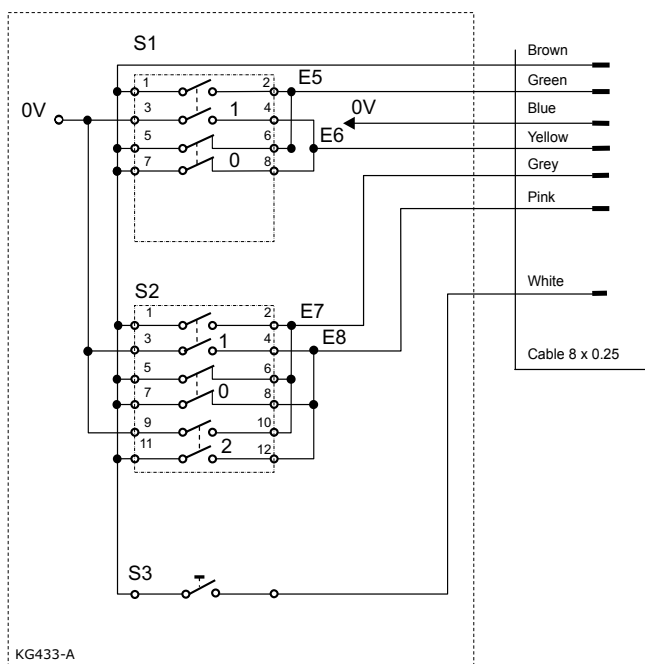 S1
Brown
1 2 E5
Green
0V
3 1 4
0V
Blue
5 6 E6
Yellow
7 0 8
Grey
Pink
S2
1 2 E7
White
3 1 4 E8
5 6
Cable 8 x 0.25
7 0 8
9 10
11 2 12
S3
KG433-A